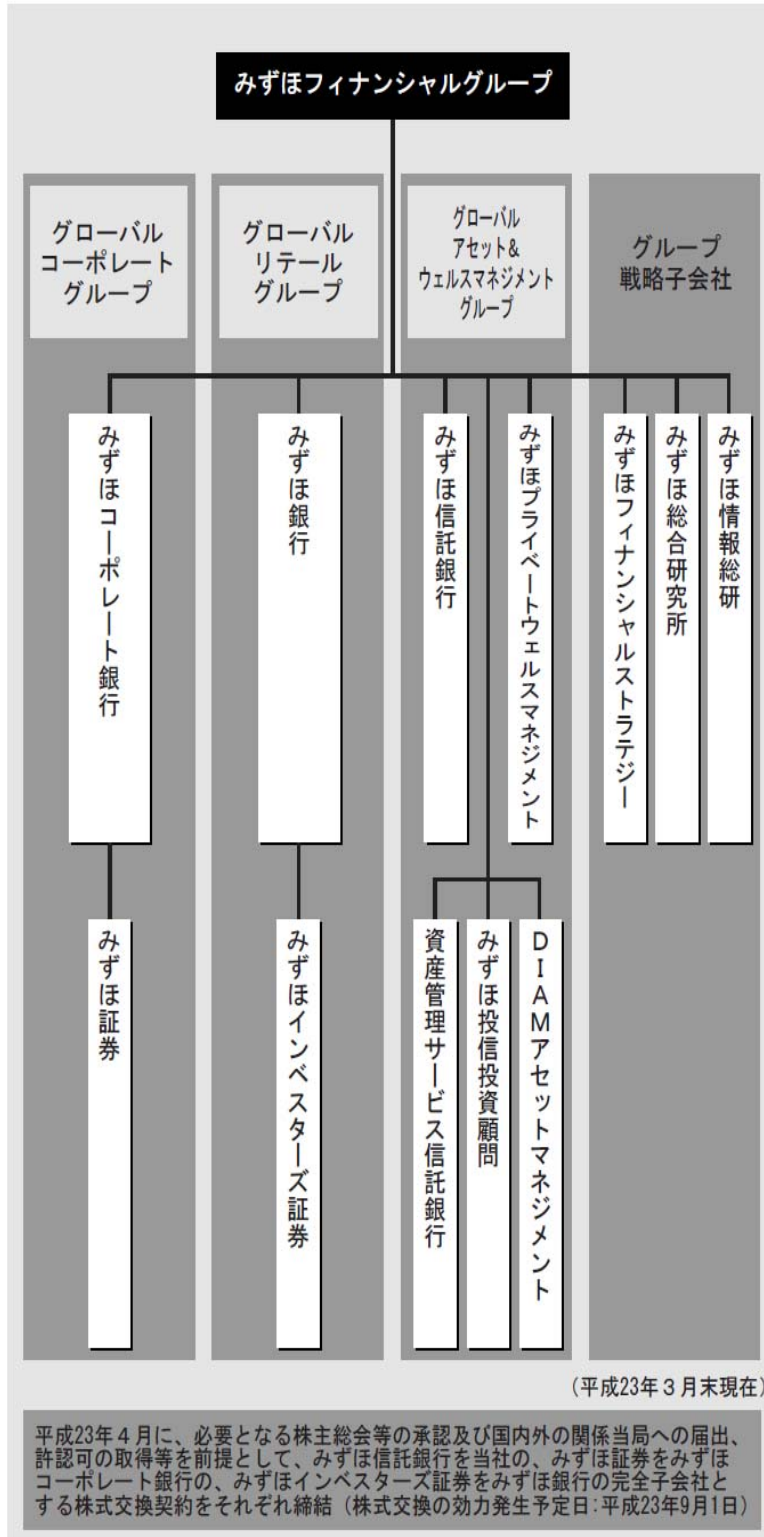 みずほフィナンシャルグループ
グローバル
コーポレート
グループ
グローバル
リテール
グループ
グローバル
アセット&
ウェルスマネジメント
グループ
グループ
戦略子会社
みずほコーポレート銀行
みずほ銀行
みずほ信託銀行
みずほプライベートウェルスマネジメント
みずほフィナンシャルストラテジー
みずほ総合研究所
みずほ情報総研
みずほ証券
みずほインベスターズ証券
資産管理サービス信託銀行
みずほ投信投資顧問
DIAMアセットマネジメント
(平成23年3月末現在)
平成23年4月に、必要となる株主総会等の承認及び国内外の関係当局への届出、
許認可の取得等を前提として、みずほ信託銀行を当社の、みずほ証券をみずほ
コーポレート銀行の、みずほインベスターズ証券をみずほ銀行の完全子会社と
する株式交換契約をそれぞれ締結(株式交換の効力発生予定日:平成23年9月1日)